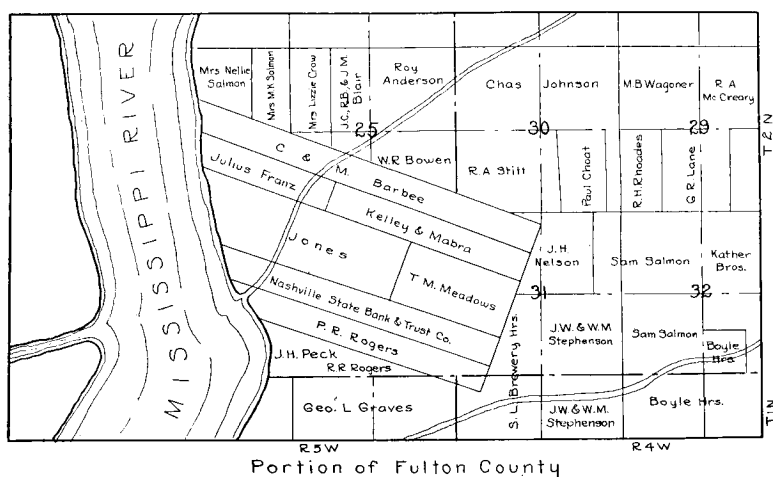 MISSISSIPPI RIVER
Mrs Nellie
Salmon
Mrs M.K. Salmon
Mrs Lizzie Crow
J.C., R.B., & J.M.
Blair
Roy
Anderson
Chas Johnson
M.B. Wagoner
R. A
McCreary
25
30
29
T 2 N
C & M. Barbee
W.R. Bowen
R.A Stitt
Paul Choat
R.H. Rhoades
G. R. Lane
Julius Franz
Kelley & Mabra
Jones
T. M. Meadows
J. H.
Nelson
Sam Salmon
Kather
Bros.
31
32
Nashville State Bank & Trust Co.
P. R. Rogers
J.H. Peck
R.R Rogers
S. L. Brewery Hrs.
J.W. & W.M
Stephenson
Sam Salmon
Boyle
Hrs.
Geo. L Graves
J.W. & W.M.
Stephenson
Boyle Hrs.
T 1 N
R 5 W
R 4 W
Portion of Fulton County